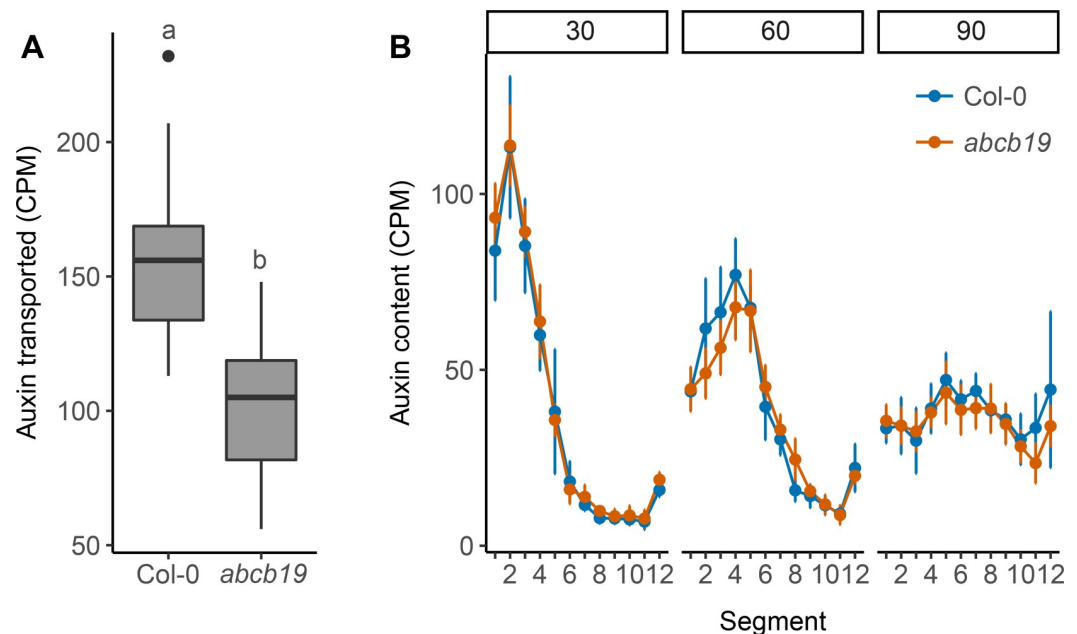 A
a
b
200
150
100
50
Auxin transported (CPM)
Col-0 abcb19
B
30 60 90
Col-0
abcb19
100
50
0
Auxin content (CPM)
2 4 6 8 10 12 2 4 6 8 10 12 2 4 6 8 10 12
Segment